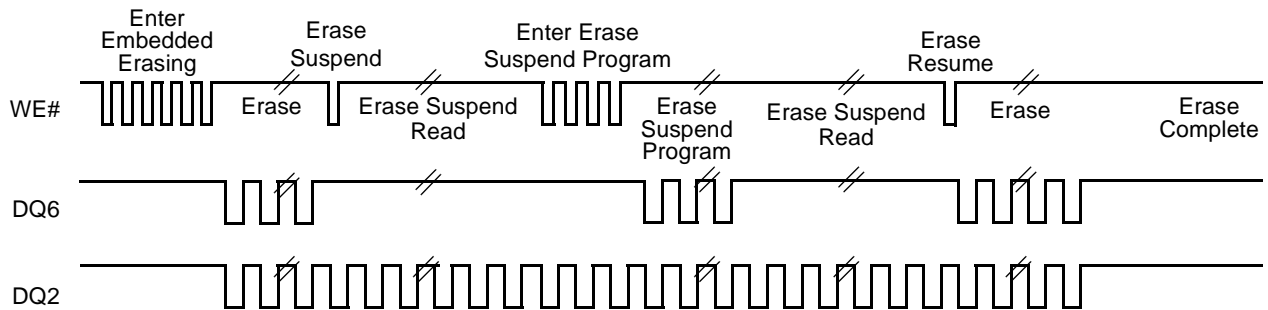 Enter
Embedded
Erasing
Erase
Suspend
Enter Erase
Suspend Program
Erase
Resume
WE#
Erase
Erase Suspend
Read
Erase
Suspend
Program
Erase Suspend
Read
Erase
Erase
Complete
DQ6
DQ2